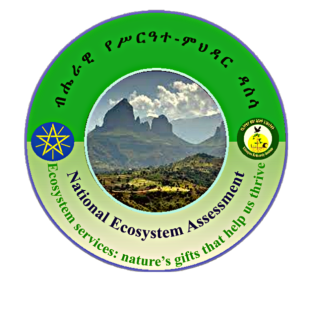 ብሔራዊ የሥርዓተ-ምህዳር ዳሰሳ
National Ecosystem Assessment
Ecosystem services: nature's gifts that help us thrive